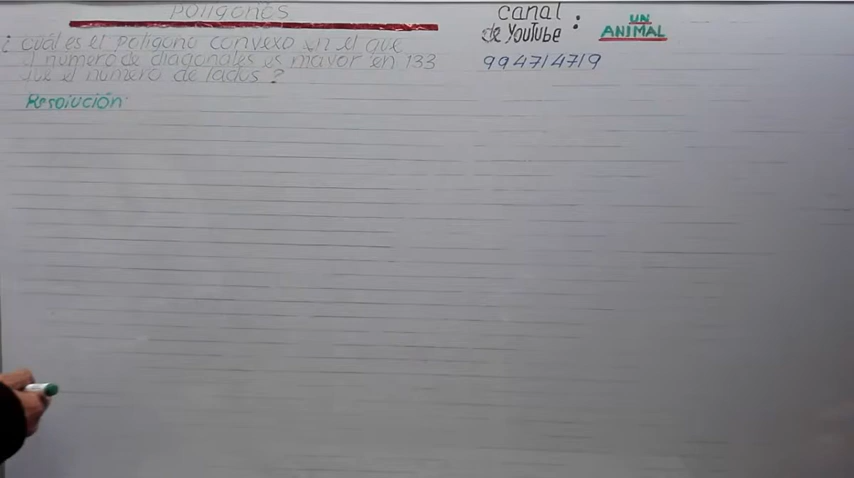 Polígonos
¿Cuál es el polígono convexo en el que
el número de diagonales es mayor en 133
que el número de lados?
Resolución:
Canal
de YouTube :
UN
ANIMAL
994714719